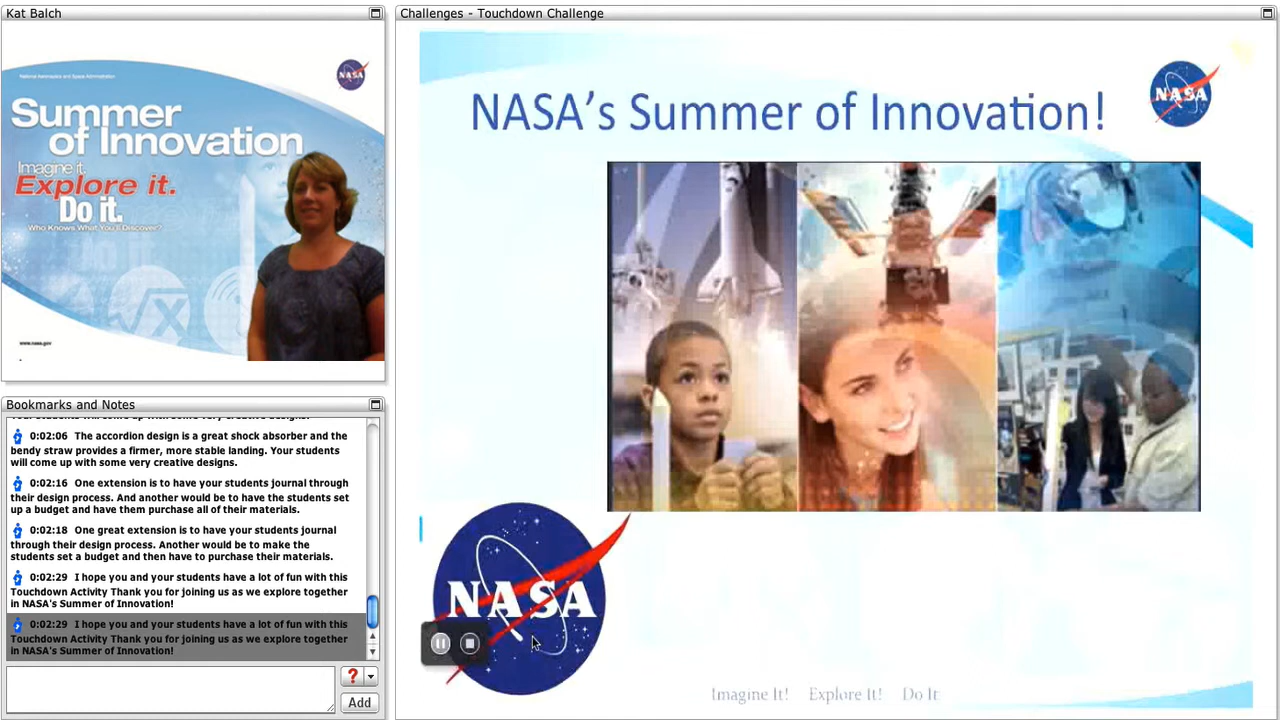 Kat Balch
National Aeronautics and Space Administration
NASA
Summer
of Innovation
Imagine it.
Explore it.
Do it.
Who Knows What You'll Discover?
www.nasa.gov
Bookmarks and Notes
0:02:06 The accordion design is a great shock absorber and the
bendy straw provides a firmer, more stable landing. Your students
will come up with some very creative designs.
0:02:16 One extension is to have your students journal through
their design process. And another would be to have the students set
up a budget and have them purchase all of their materials.
0:02:18 One great extension is to have your students journal
through their design process. Another would be to make the
students set a budget and then have to purchase their materials.
0:02:29 I hope you and your students have a lot of fun with this
Touchdown Activity Thank you for joining us as we explore together
in NASA's Summer of Innovation!
0:02:29 I hope you and your students have a lot of fun with this
Touchdown Activity Thank you for joining us as we explore together
in NASA's Summer of Innovation!
?
Add
Challenges - Touchdown Challenge
NASA's Summer of Innovation!
NASA
NASA
Imagine It! Explore It! Do It